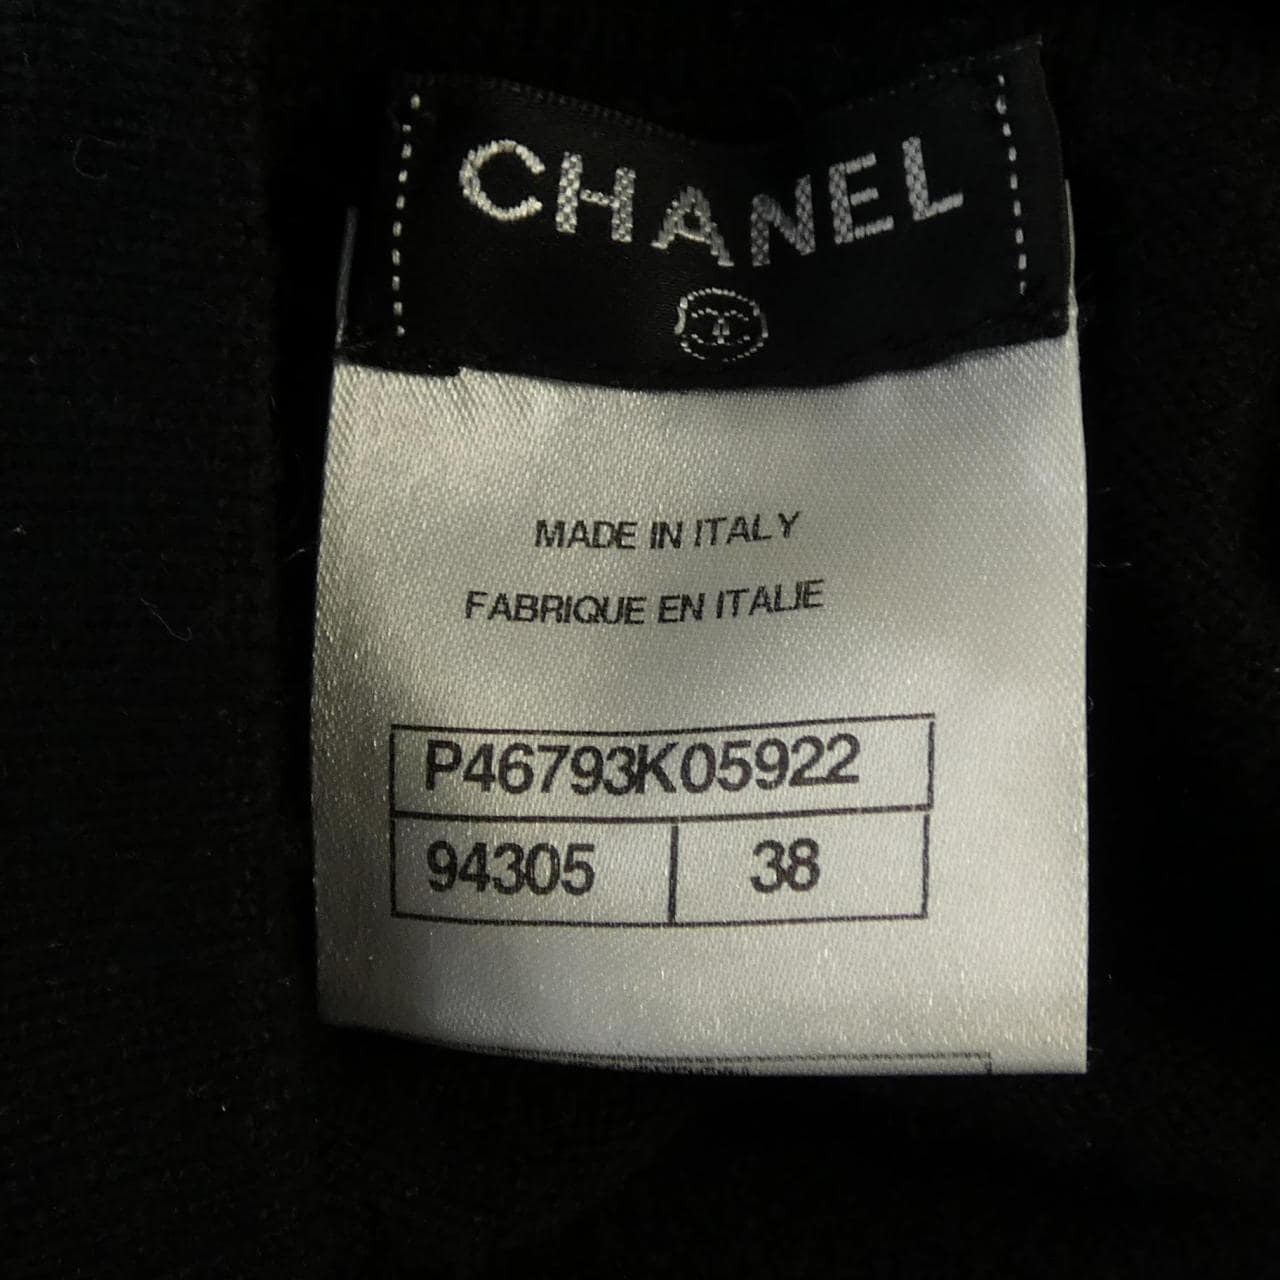 CHANEL
MADE IN ITALY
FABRIQUE EN ITALIE
P46793K05922
94305 38